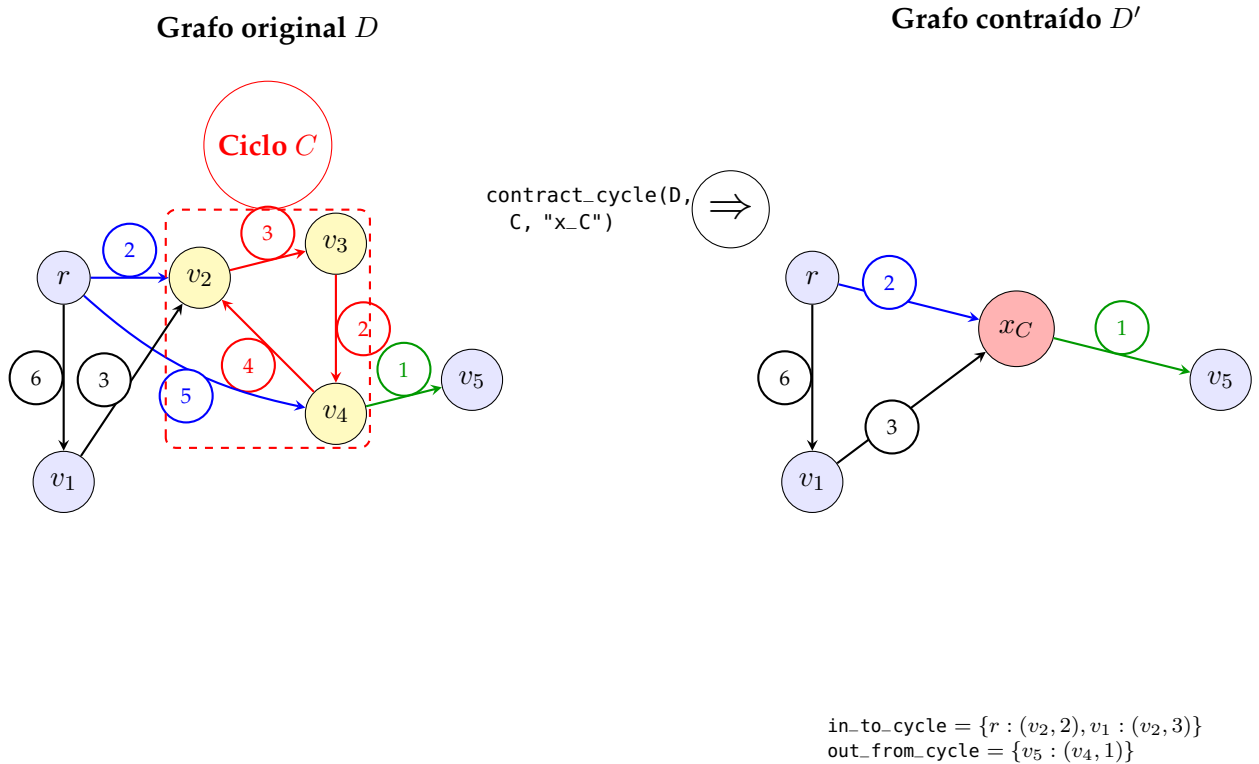 Grafo original D
Grafo contraído D′
Ciclo C
contract_cycle(D,
C, "x_C")
⇒
2
3
r
v₂
v₃
6
3
5
4
2
1
v₄
v₅
v₁
r
2
x_C
1
v₅
6
3
v₁
in_to_cycle = {r : (v₂, 2), v₁ : (v₂, 3)}
out_from_cycle = {v₅ : (v₄, 1)}